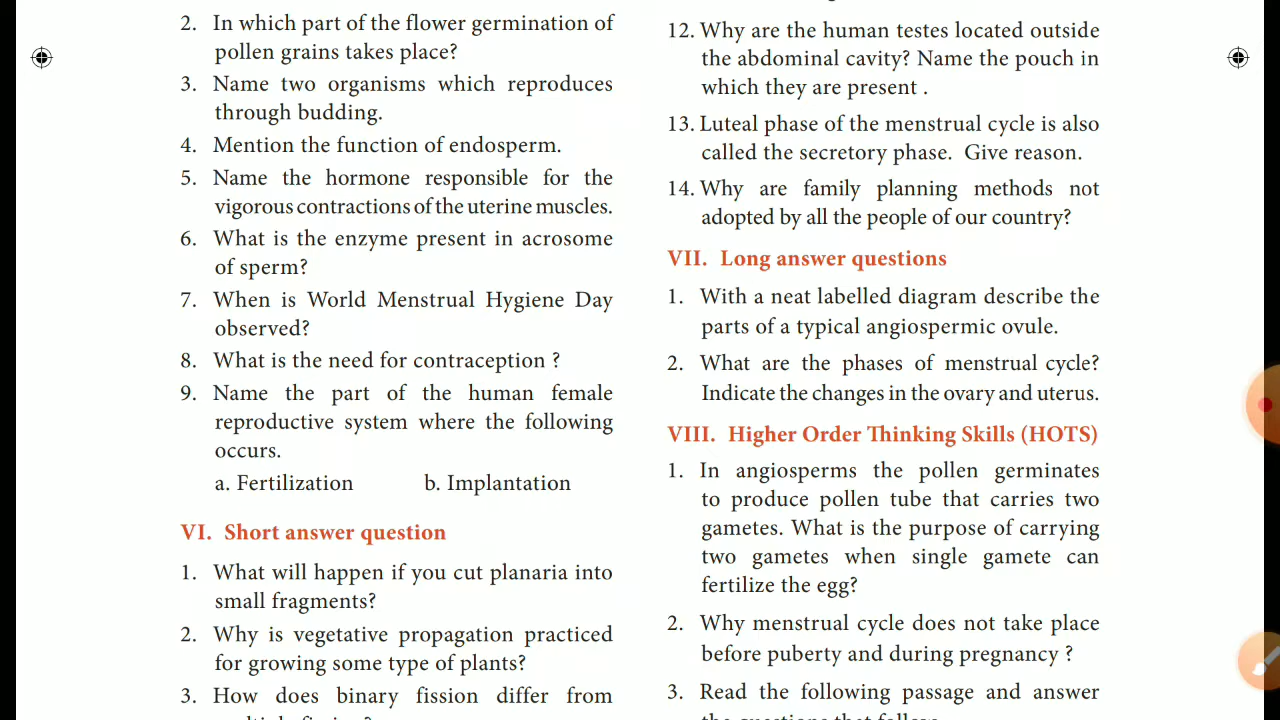 2. In which part of the flower germination of
pollen grains takes place?
3. Name two organisms which reproduces
through budding.
4. Mention the function of endosperm.
5. Name the hormone responsible for the
vigorous contractions of the uterine muscles.
6. What is the enzyme present in acrosome
of sperm?
7. When is World Menstrual Hygiene Day
observed?
8. What is the need for contraception ?
9. Name the part of the human female
reproductive system where the following
occurs.
a. Fertilization b. Implantation
VI. Short answer question
1. What will happen if you cut planaria into
small fragments?
2. Why is vegetative propagation practiced
for growing some type of plants?
3. How does binary fission differ from
12. Why are the human testes located outside
the abdominal cavity? Name the pouch in
which they are present .
13. Luteal phase of the menstrual cycle is also
called the secretory phase. Give reason.
14. Why are family planning methods not
adopted by all the people of our country?
VII. Long answer questions
1. With a neat labelled diagram describe the
parts of a typical angiospermic ovule.
2. What are the phases of menstrual cycle?
Indicate the changes in the ovary and uterus.
VIII. Higher Order Thinking Skills (HOTS)
1. In angiosperms the pollen germinates
to produce pollen tube that carries two
gametes. What is the purpose of carrying
two gametes when single gamete can
fertilize the egg?
2. Why menstrual cycle does not take place
before puberty and during pregnancy ?
3. Read the following passage and answer
the questions that follow